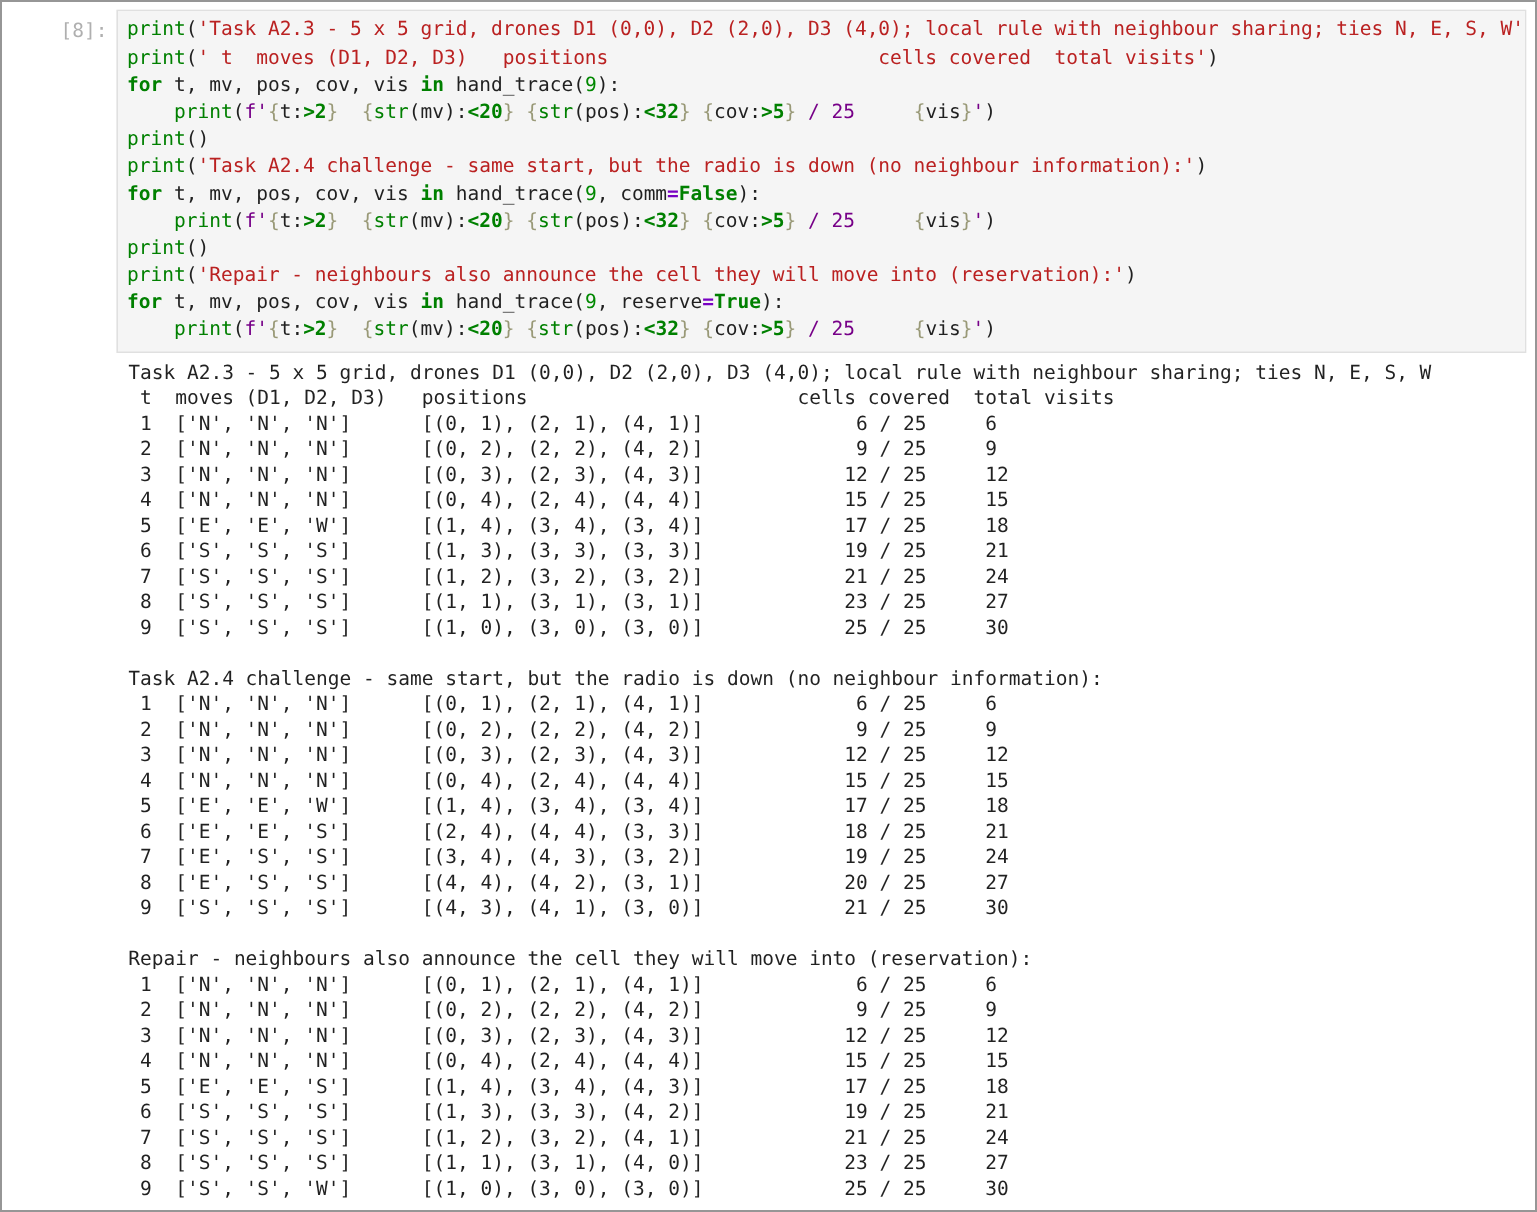 [8]: print('Task A2.3 - 5 x 5 grid, drones D1 (0,0), D2 (2,0), D3 (4,0); local rule with neighbour sharing; ties N, E, S, W'
print(' t  moves (D1, D2, D3)   positions                       cells covered  total visits')
for t, mv, pos, cov, vis in hand_trace(9):
    print(f'{t:>2}  {str(mv):<20} {str(pos):<32} {cov:>5} / 25     {vis}')
print()
print('Task A2.4 challenge - same start, but the radio is down (no neighbour information):')
for t, mv, pos, cov, vis in hand_trace(9, comm=False):
    print(f'{t:>2}  {str(mv):<20} {str(pos):<32} {cov:>5} / 25     {vis}')
print()
print('Repair - neighbours also announce the cell they will move into (reservation):')
for t, mv, pos, cov, vis in hand_trace(9, reserve=True):
    print(f'{t:>2}  {str(mv):<20} {str(pos):<32} {cov:>5} / 25     {vis}')
Task A2.3 - 5 x 5 grid, drones D1 (0,0), D2 (2,0), D3 (4,0); local rule with neighbour sharing; ties N, E, S, W
 t  moves (D1, D2, D3)   positions                       cells covered  total visits
 1  ['N', 'N', 'N']      [(0, 1), (2, 1), (4, 1)]             6 / 25     6
 2  ['N', 'N', 'N']      [(0, 2), (2, 2), (4, 2)]             9 / 25     9
 3  ['N', 'N', 'N']      [(0, 3), (2, 3), (4, 3)]            12 / 25     12
 4  ['N', 'N', 'N']      [(0, 4), (2, 4), (4, 4)]            15 / 25     15
 5  ['E', 'E', 'W']      [(1, 4), (3, 4), (3, 4)]            17 / 25     18
 6  ['S', 'S', 'S']      [(1, 3), (3, 3), (3, 3)]            19 / 25     21
 7  ['S', 'S', 'S']      [(1, 2), (3, 2), (3, 2)]            21 / 25     24
 8  ['S', 'S', 'S']      [(1, 1), (3, 1), (3, 1)]            23 / 25     27
 9  ['S', 'S', 'S']      [(1, 0), (3, 0), (3, 0)]            25 / 25     30

Task A2.4 challenge - same start, but the radio is down (no neighbour information):
 1  ['N', 'N', 'N']      [(0, 1), (2, 1), (4, 1)]             6 / 25     6
 2  ['N', 'N', 'N']      [(0, 2), (2, 2), (4, 2)]             9 / 25     9
 3  ['N', 'N', 'N']      [(0, 3), (2, 3), (4, 3)]            12 / 25     12
 4  ['N', 'N', 'N']      [(0, 4), (2, 4), (4, 4)]            15 / 25     15
 5  ['E', 'E', 'W']      [(1, 4), (3, 4), (3, 4)]            17 / 25     18
 6  ['E', 'E', 'S']      [(2, 4), (4, 4), (3, 3)]            18 / 25     21
 7  ['E', 'S', 'S']      [(3, 4), (4, 3), (3, 2)]            19 / 25     24
 8  ['E', 'S', 'S']      [(4, 4), (4, 2), (3, 1)]            20 / 25     27
 9  ['S', 'S', 'S']      [(4, 3), (4, 1), (3, 0)]            21 / 25     30

Repair - neighbours also announce the cell they will move into (reservation):
 1  ['N', 'N', 'N']      [(0, 1), (2, 1), (4, 1)]             6 / 25     6
 2  ['N', 'N', 'N']      [(0, 2), (2, 2), (4, 2)]             9 / 25     9
 3  ['N', 'N', 'N']      [(0, 3), (2, 3), (4, 3)]            12 / 25     12
 4  ['N', 'N', 'N']      [(0, 4), (2, 4), (4, 4)]            15 / 25     15
 5  ['E', 'E', 'S']      [(1, 4), (3, 4), (4, 3)]            17 / 25     18
 6  ['S', 'S', 'S']      [(1, 3), (3, 3), (4, 2)]            19 / 25     21
 7  ['S', 'S', 'S']      [(1, 2), (3, 2), (4, 1)]            21 / 25     24
 8  ['S', 'S', 'S']      [(1, 1), (3, 1), (4, 0)]            23 / 25     27
 9  ['S', 'S', 'W']      [(1, 0), (3, 0), (3, 0)]            25 / 25     30